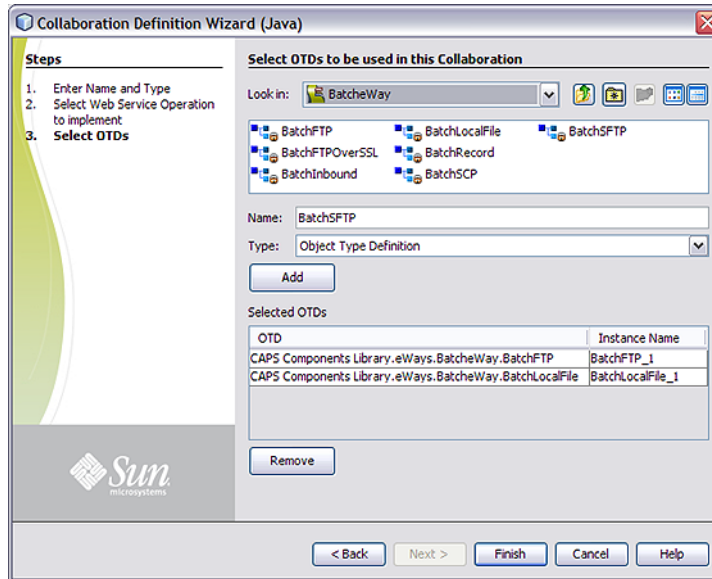 Collaboration Definition Wizard (Java)
Steps
1. Enter Name and Type
2. Select Web Service Operation
to implement
3. Select OTDs
Select OTDs to be used in this Collaboration
Look in: BatcheWay
BatchFTP BatchLocalFile BatchSFTP
BatchFTPOverSSL BatchRecord
BatchInbound BatchSCP
Name: BatchSFTP
Type: Object Type Definition
Add
Selected OTDs
OTD Instance Name
CAPS Components Library.eWays.BatcheWay.BatchFTP BatchFTP_1
CAPS Components Library.eWays.BatcheWay.BatchLocalFile BatchLocalFile_1
Remove
Sun
microsystems
< Back Next > Finish Cancel Help